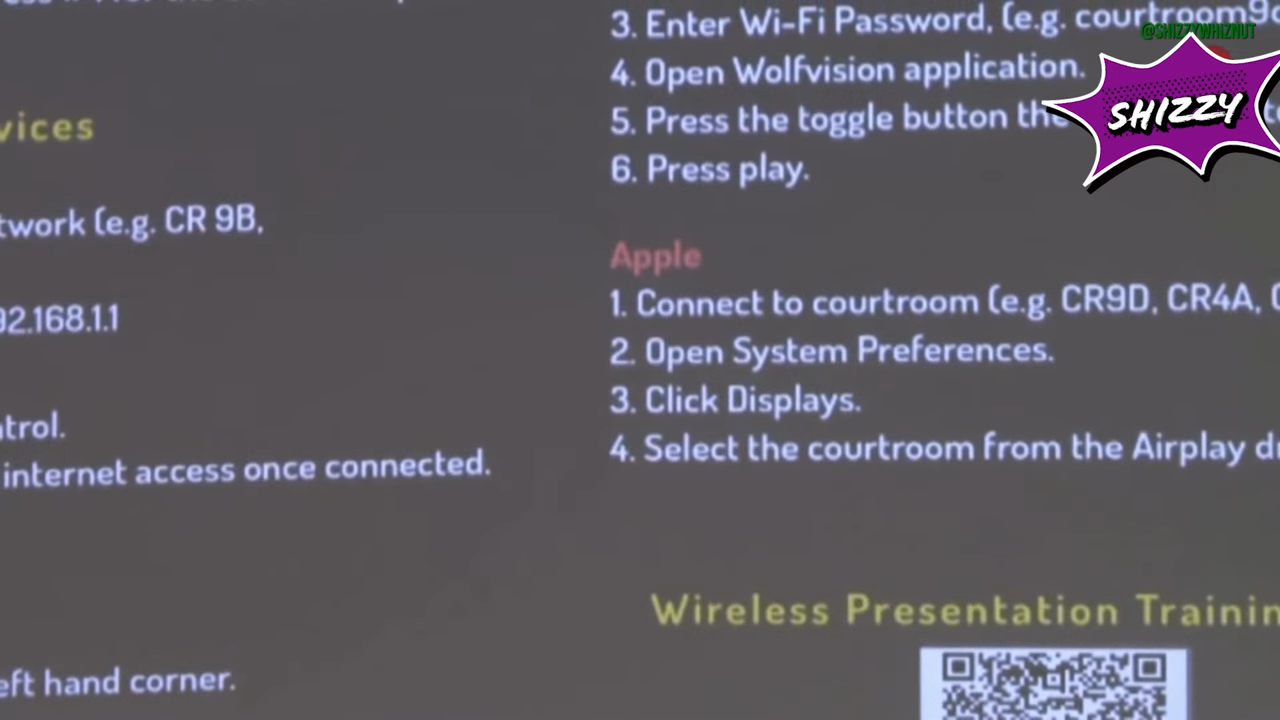 3. Enter Wi-Fi Password, (e.g. courtroom9
@SHIZZYWHIZNUT
SHIZZY
4. Open Wolfvision application.
vices
5. Press the toggle button the
6. Press play.
twork (e.g. CR 9B,
Apple
92.168.1.1
1. Connect to courtroom (e.g. CR9D, CR4A,
2. Open System Preferences.
3. Click Displays.
ntrol.
internet access once connected.
4. Select the courtroom from the Airplay d
Wireless Presentation Trainin
eft hand corner.